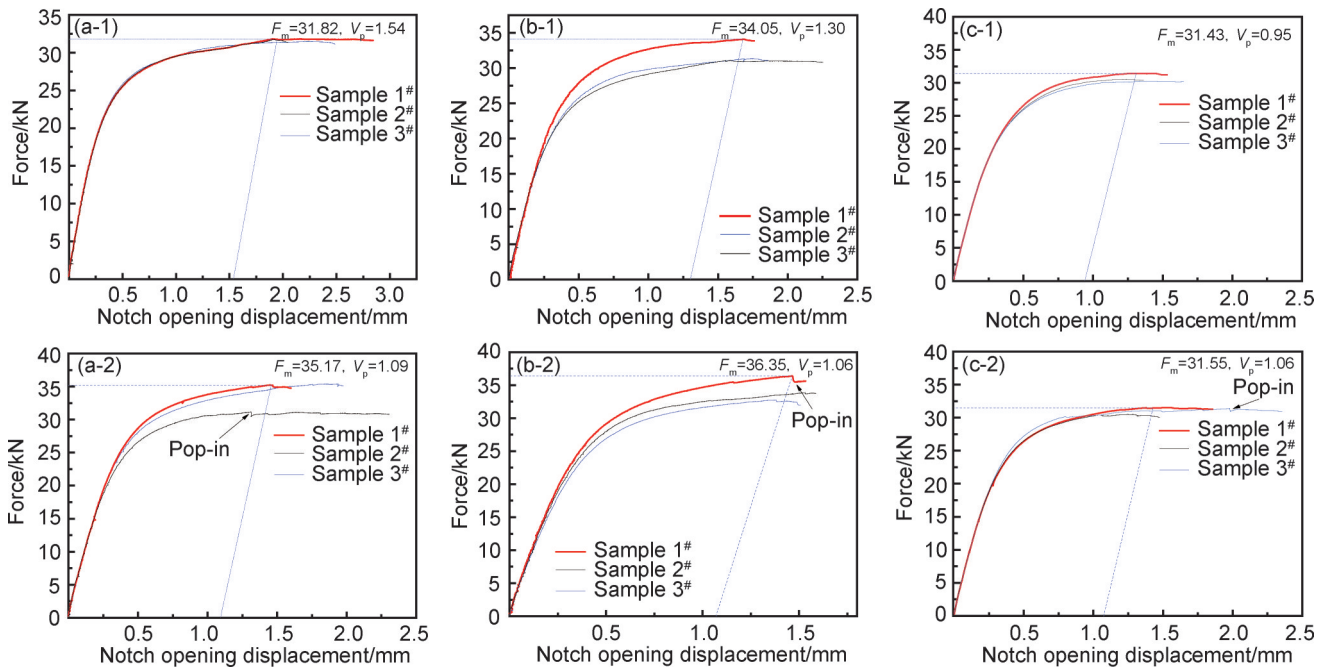 (a-1)
Fm=31.82, Vp=1.54
40
35
30
25
20
15
10
5
0
Force/kN
Sample 1#
Sample 2#
Sample 3#
0.5 1.0 1.5 2.0 2.5 3.0
Notch opening displacement/mm
(b-1)
Fm=34.05, Vp=1.30
40
35
30
25
20
15
10
5
0
Force/kN
Sample 1#
Sample 2#
Sample 3#
0.5 1.0 1.5 2.0 2.5
Notch opening displacement/mm
(c-1)
Fm=31.43, Vp=0.95
40
35
30
25
20
15
10
5
0
Force/kN
Sample 1#
Sample 2#
Sample 3#
0.5 1.0 1.5 2.0 2.5
Notch opening displacement/mm
(a-2)
Fm=35.17, Vp=1.09
40
35
30
25
20
15
10
5
0
Force/kN
Pop-in
Sample 1#
Sample 2#
Sample 3#
0.5 1.0 1.5 2.0 2.5
Notch opening displacement/mm
(b-2)
Fm=36.35, Vp=1.06
40
35
30
25
20
15
10
5
0
Force/kN
Pop-in
Sample 1#
Sample 2#
Sample 3#
0.5 1.0 1.5
Notch opening displacement/mm
(c-2)
Fm=31.55, Vp=1.06
Pop-in
40
35
30
25
20
15
10
5
0
Force/kN
Sample 1#
Sample 2#
Sample 3#
0.5 1.0 1.5 2.0 2.5
Notch opening displacement/mm